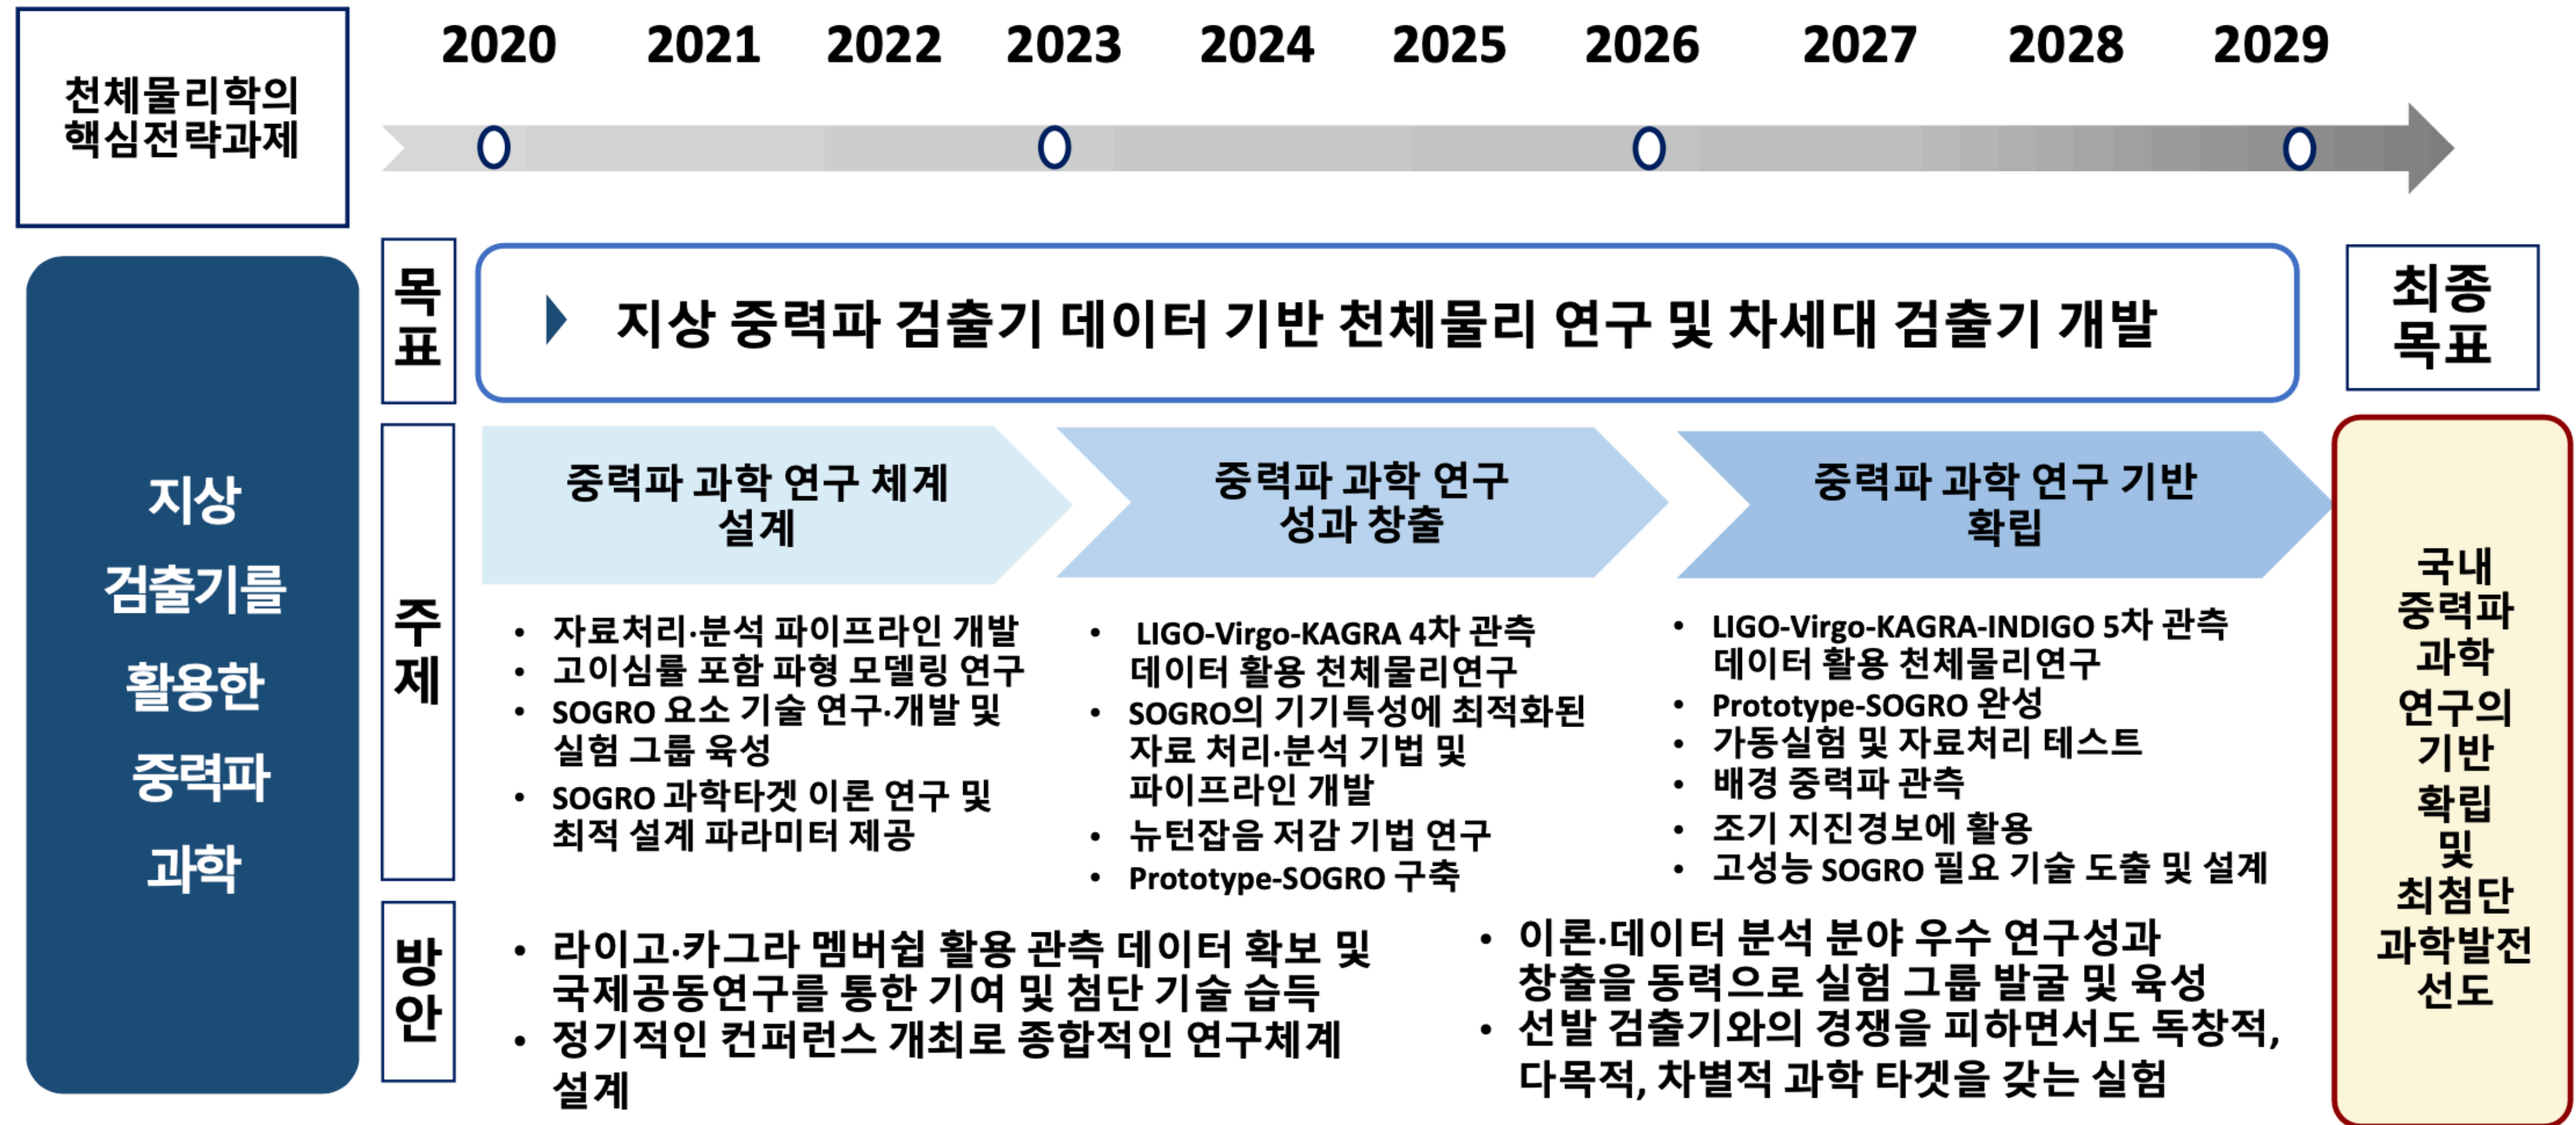 천체물리학의
핵심전략과제
2020 2021 2022 2023 2024 2025 2026 2027 2028 2029
지상
검출기를
활용한
중력파
과학
목
표
지상 중력파 검출기 데이터 기반 천체물리 연구 및 차세대 검출기 개발
최종
목표
주
제
중력파 과학 연구 체계
설계
• 자료처리·분석 파이프라인 개발
• 고이심률 포함 파형 모델링 연구
• SOGRO 요소 기술 연구·개발 및
실험 그룹 육성
• SOGRO 과학타겟 이론 연구 및
최적 설계 파라미터 제공
중력파 과학 연구
성과 창출
• LIGO-Virgo-KAGRA 4차 관측
데이터 활용 천체물리연구
• SOGRO의 기기특성에 최적화된
자료 처리·분석 기법 및
파이프라인 개발
• 뉴턴잡음 저감 기법 연구
• Prototype-SOGRO 구축
중력파 과학 연구 기반
확립
• LIGO-Virgo-KAGRA-INDIGO 5차 관측
데이터 활용 천체물리연구
• Prototype-SOGRO 완성
• 가동실험 및 자료처리 테스트
• 배경 중력파 관측
• 조기 지진경보에 활용
• 고성능 SOGRO 필요 기술 도출 및 설계
방
안
• 라이고·카그라 멤버쉽 활용 관측 데이터 확보 및
국제공동연구를 통한 기여 및 첨단 기술 습득
• 정기적인 컨퍼런스 개최로 종합적인 연구체계
설계
• 이론·데이터 분석 분야 우수 연구성과
창출을 동력으로 실험 그룹 발굴 및 육성
• 선발 검출기와의 경쟁을 피하면서도 독창적,
다목적, 차별적 과학 타겟을 갖는 실험
국내
중력파
과학
연구의
기반
확립
및
최첨단
과학발전
선도